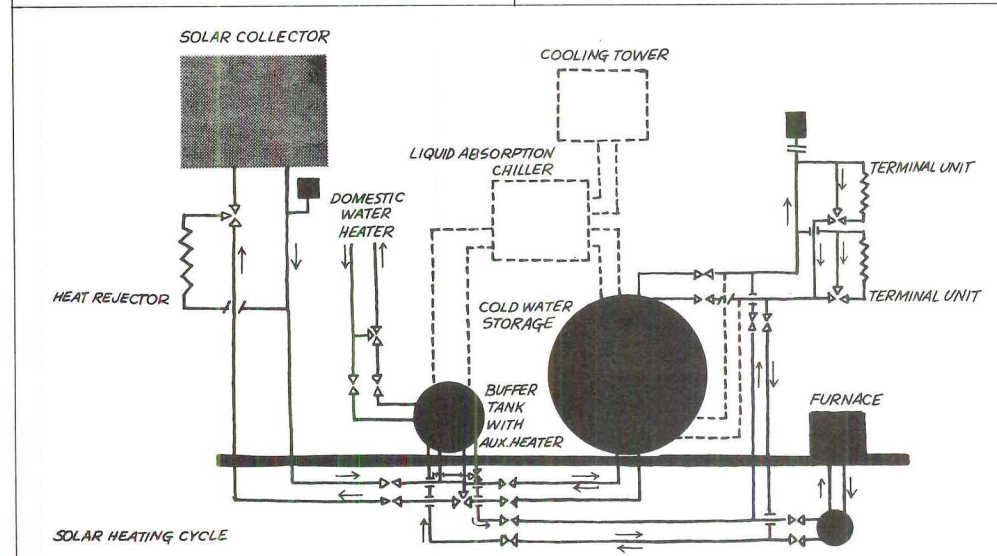 SOLAR COLLECTOR
COOLING TOWER
LIQUID ABSORPTION
CHILLER
TERMINAL UNIT
DOMESTIC
WATER
HEATER
HEAT REJECTOR
COLD WATER
STORAGE
TERMINAL UNIT
BUFFER
TANK
WITH
AUX.HEATER
FURNACE
SOLAR HEATING CYCLE